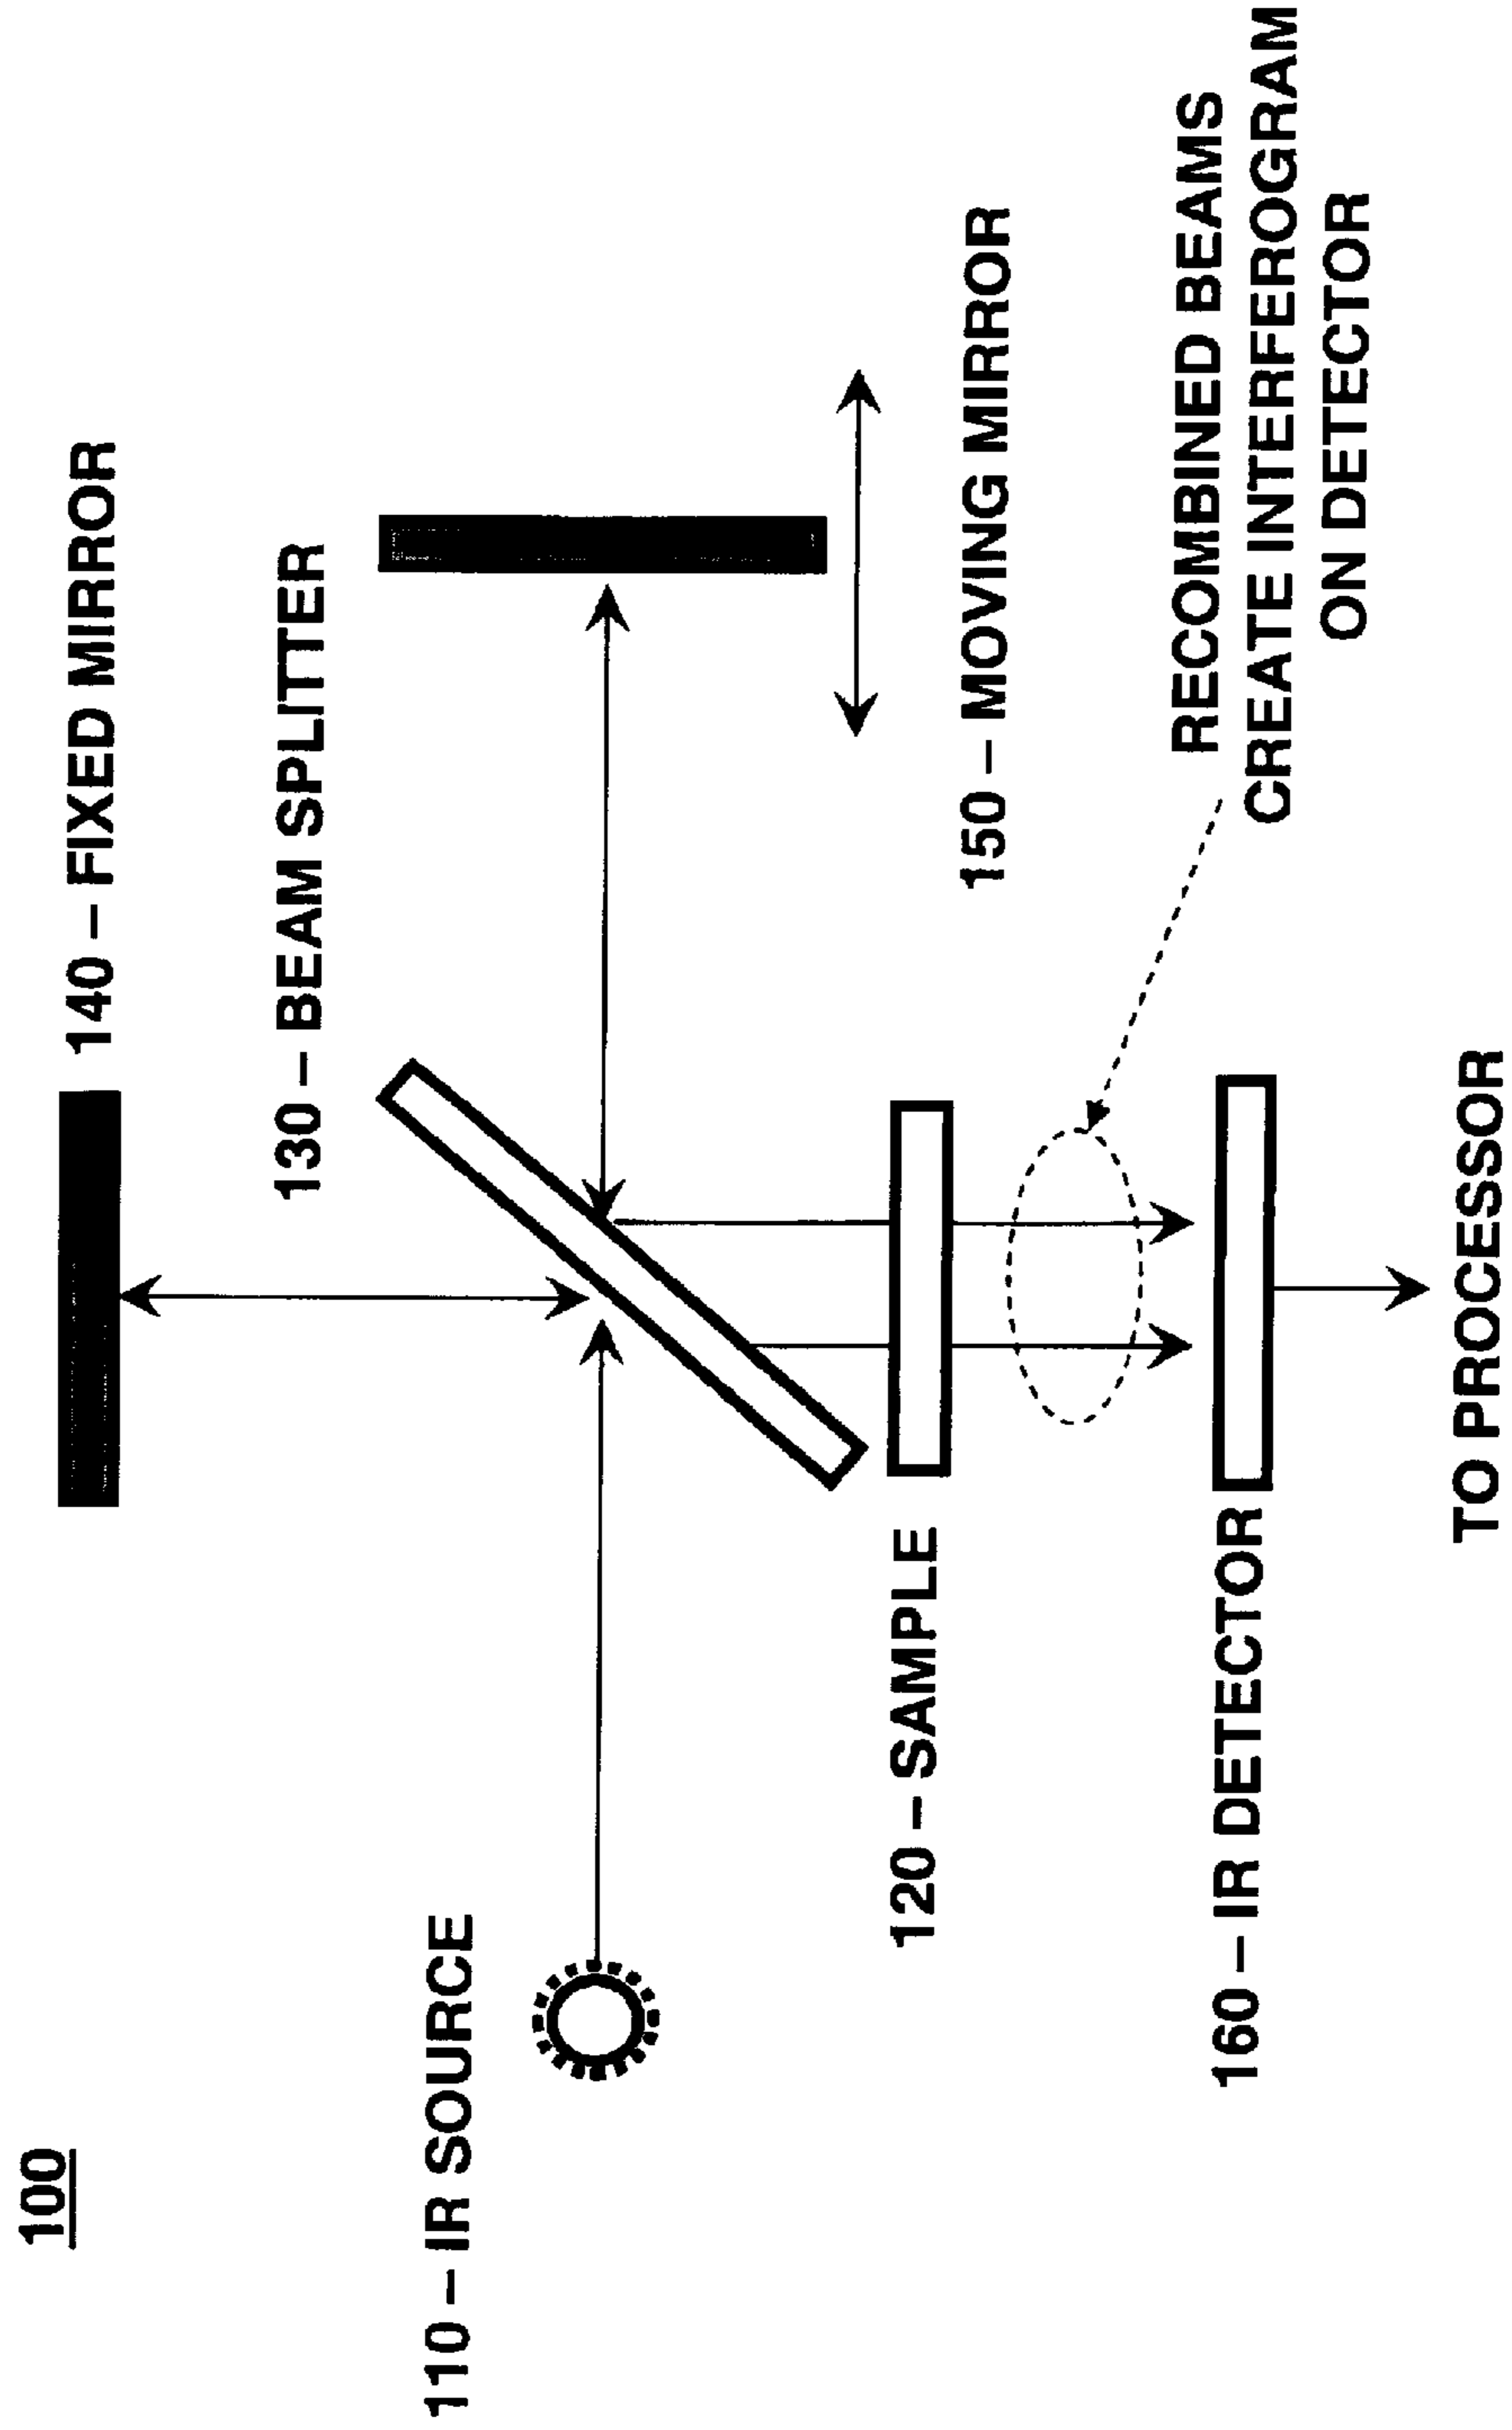 100
140 – FIXED MIRROR
130 – BEAM SPLITTER
110 – IR SOURCE
120 – SAMPLE
150 – MOVING MIRROR
160 – IR DETECTOR
RECOMBINED BEAMS
CREATE INTERFEROGRAM
ON DETECTOR
TO PROCESSOR